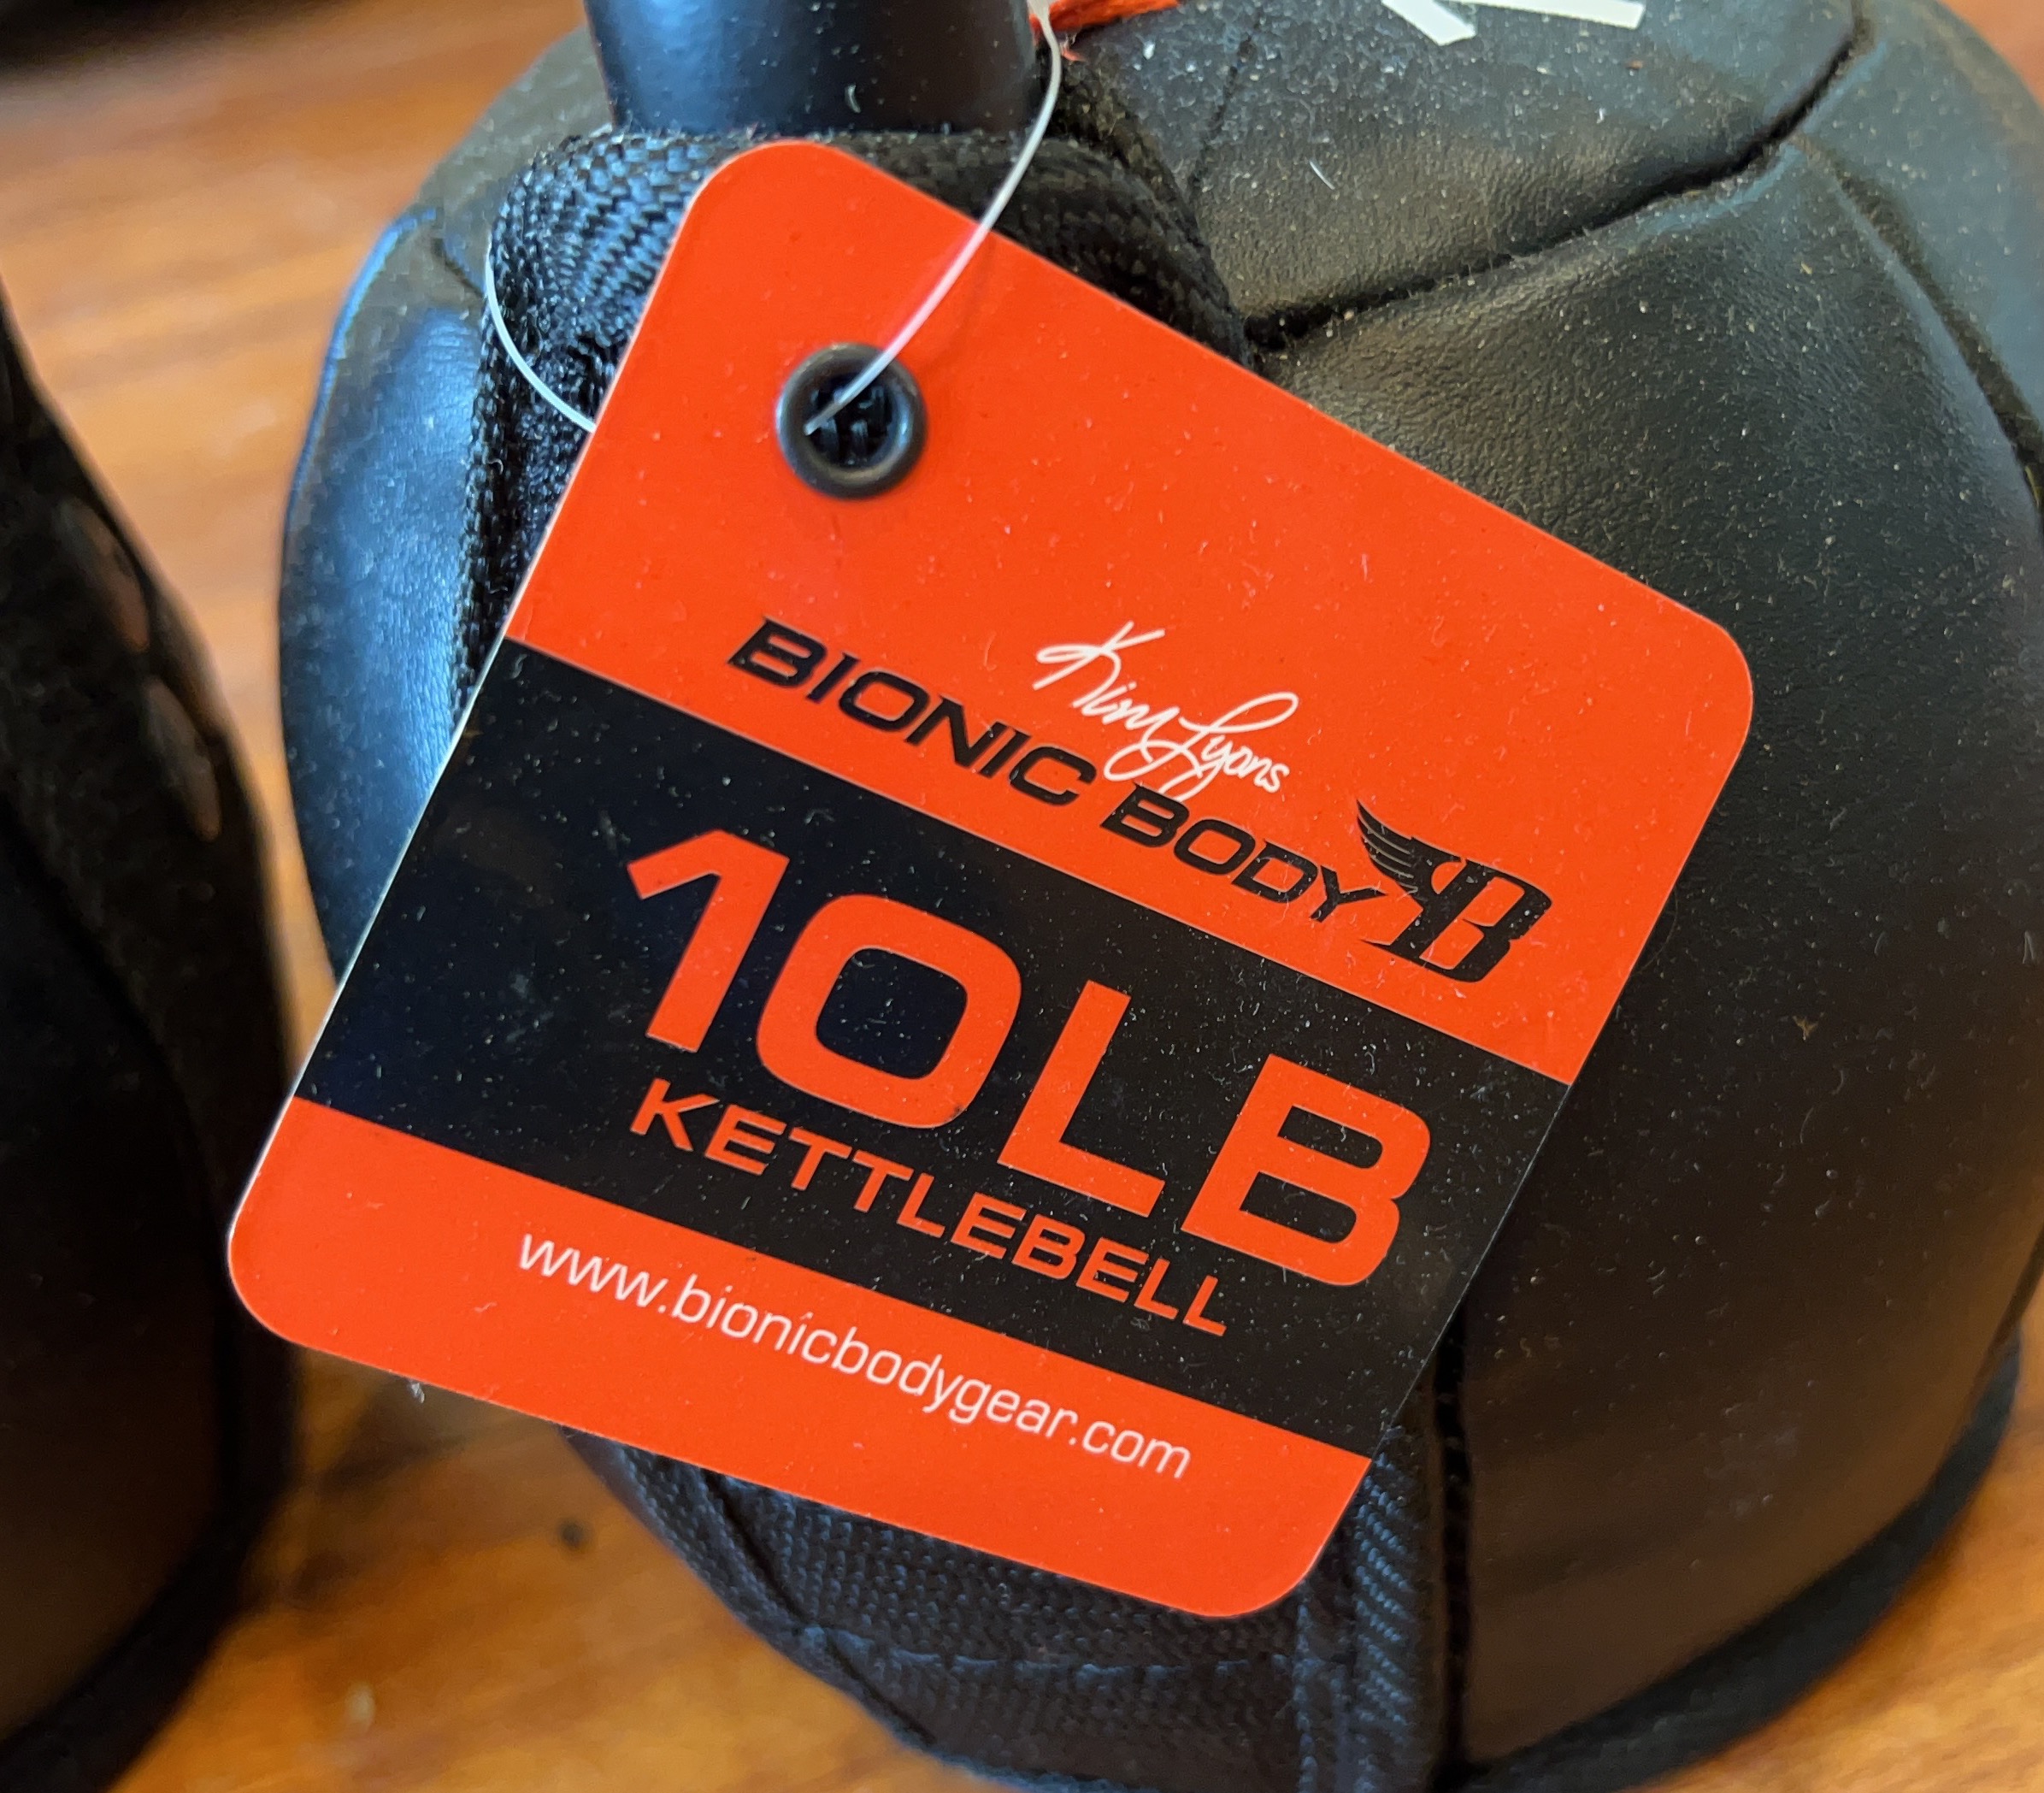 Kim Lyons
BIONIC BODY B
10LB
KETTLEBELL
www.bionicbodygear.com